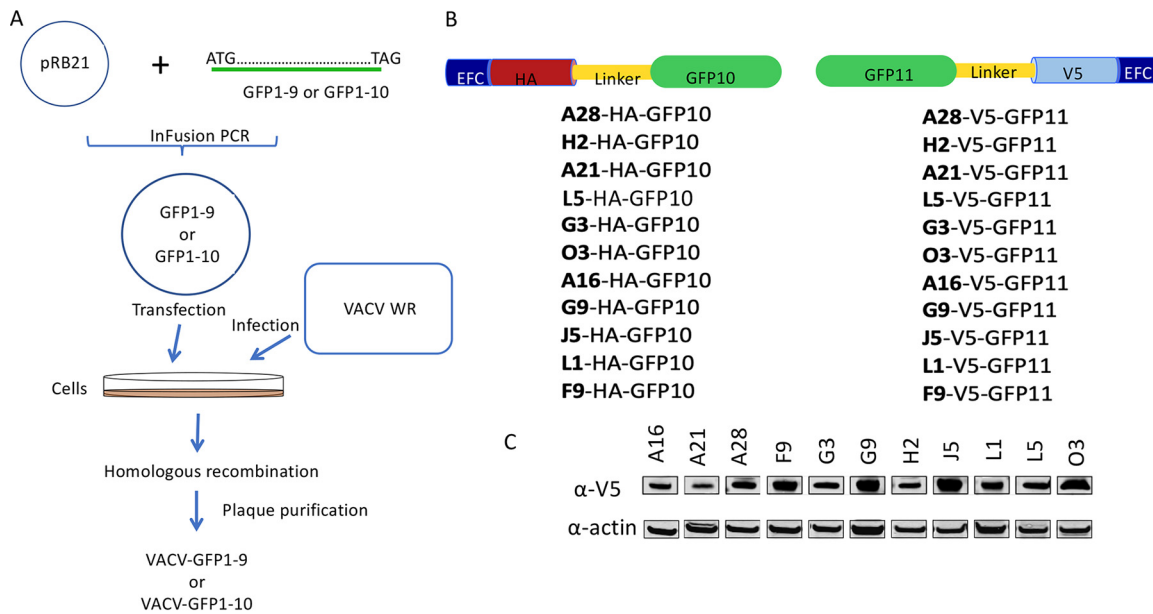 A
pRB21
+
ATG....................................TAG
GFP1-9 or GFP1-10
InFusion PCR
GFP1-9
or
GFP1-10
Transfection
Infection
VACV WR
Cells
Homologous recombination
Plaque purification
VACV-GFP1-9
or
VACV-GFP1-10
B
EFC HA Linker GFP10
GFP11 Linker V5 EFC
A28-HA-GFP10
H2-HA-GFP10
A21-HA-GFP10
L5-HA-GFP10
G3-HA-GFP10
O3-HA-GFP10
A16-HA-GFP10
G9-HA-GFP10
J5-HA-GFP10
L1-HA-GFP10
F9-HA-GFP10
A28-V5-GFP11
H2-V5-GFP11
A21-V5-GFP11
L5-V5-GFP11
G3-V5-GFP11
O3-V5-GFP11
A16-V5-GFP11
G9-V5-GFP11
J5-V5-GFP11
L1-V5-GFP11
F9-V5-GFP11
C
A16 A21 A28 F9 G3 G9 H2 J5 L1 L5 O3
α-V5
α-actin